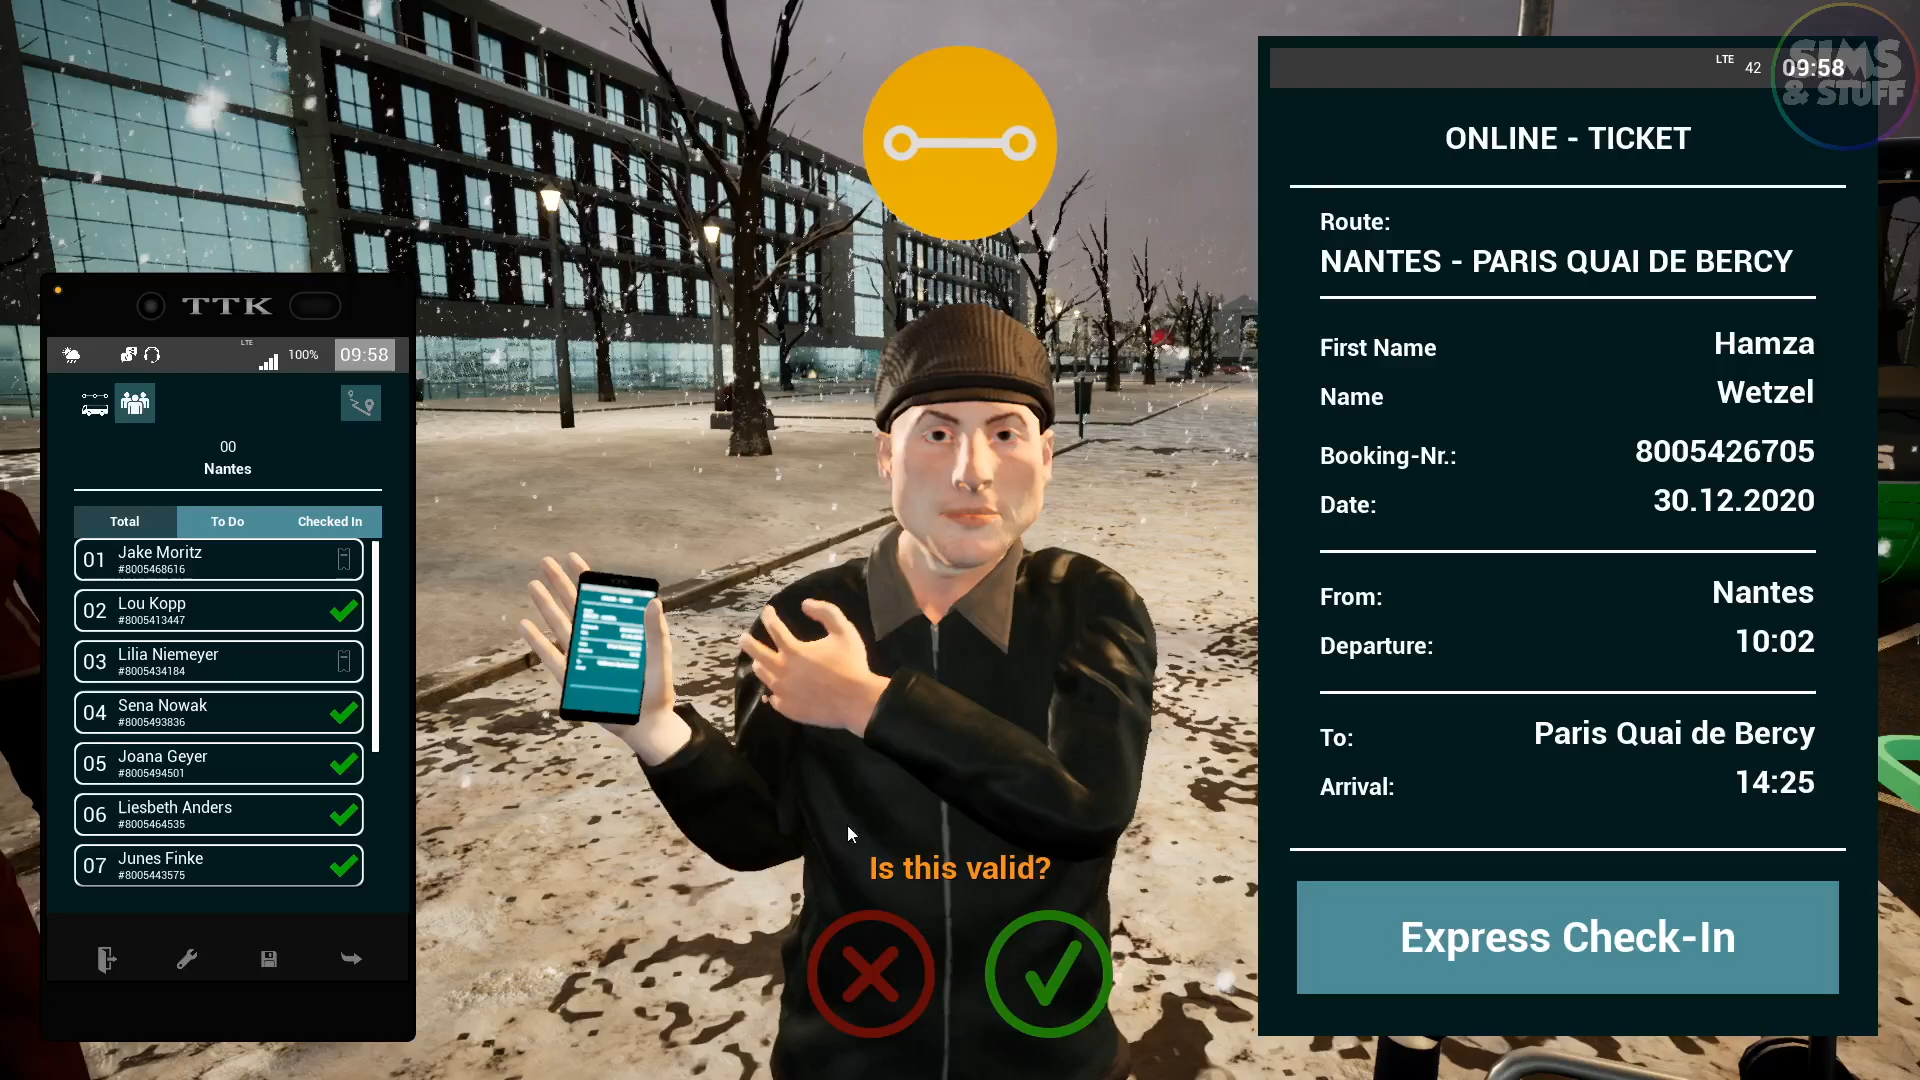 SIMS
& STUFF
LTE 42 09:58
ONLINE - TICKET
Route:
NANTES - PARIS QUAI DE BERCY
First Name Hamza
Name Wetzel
Booking-Nr.: 8005426705
Date: 30.12.2020
From: Nantes
Departure: 10:02
To: Paris Quai de Bercy
Arrival: 14:25
Express Check-In
TTK
LTE 100% 09:58
00
Nantes
Total To Do Checked In
01 Jake Moritz
#8005468616
02 Lou Kopp
#8005413447
03 Lilia Niemeyer
#8005434184
04 Sena Nowak
#8005493836
05 Joana Geyer
#8005494501
06 Liesbeth Anders
#8005464535
07 Junes Finke
#8005443575
Is this valid?